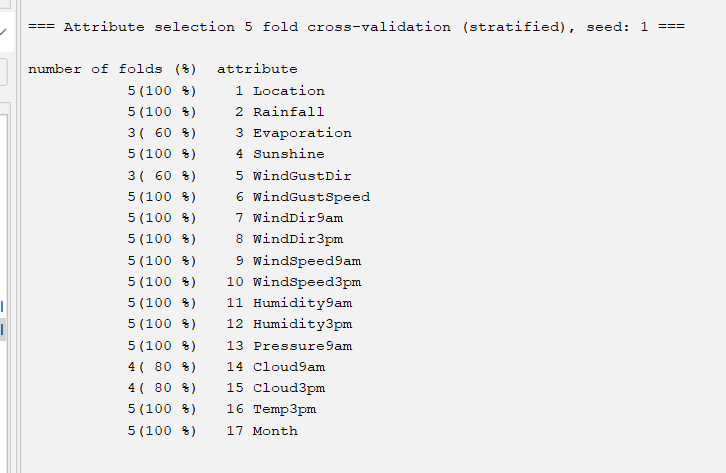 === Attribute selection 5 fold cross-validation (stratified), seed: 1 ===
number of folds (%)  attribute
5(100 %)    1 Location
5(100 %)    2 Rainfall
3( 60 %)    3 Evaporation
5(100 %)    4 Sunshine
3( 60 %)    5 WindGustDir
5(100 %)    6 WindGustSpeed
5(100 %)    7 WindDir9am
5(100 %)    8 WindDir3pm
5(100 %)    9 WindSpeed9am
5(100 %)   10 WindSpeed3pm
5(100 %)   11 Humidity9am
5(100 %)   12 Humidity3pm
5(100 %)   13 Pressure9am
4( 80 %)   14 Cloud9am
4( 80 %)   15 Cloud3pm
5(100 %)   16 Temp3pm
5(100 %)   17 Month